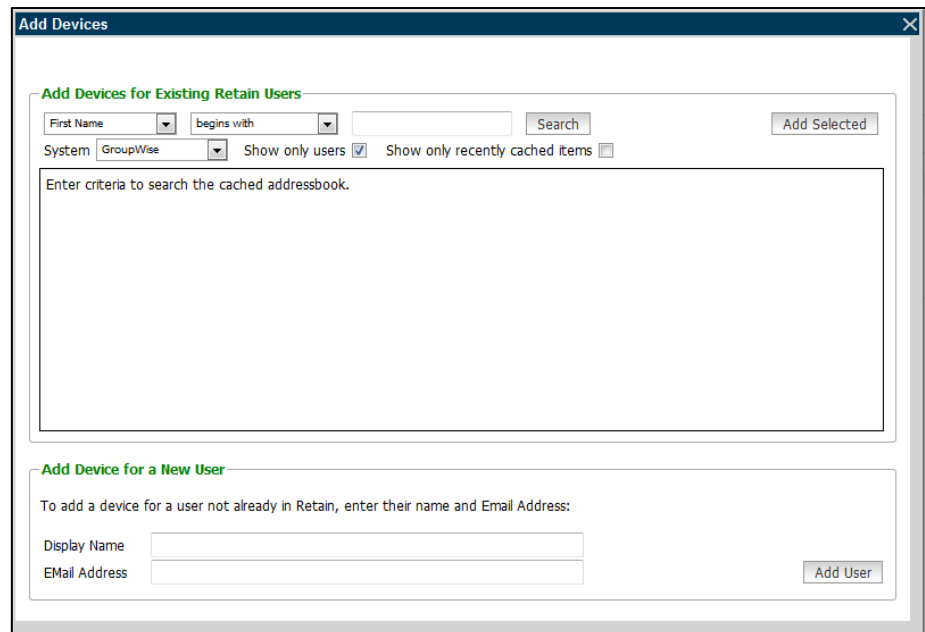 Add Devices
Add Devices for Existing Retain Users
First Name begins with Search Add Selected
System GroupWise Show only users Show only recently cached items
Enter criteria to search the cached addressbook.
Add Device for a New User
To add a device for a user not already in Retain, enter their name and Email Address:
Display Name
EMail Address Add User